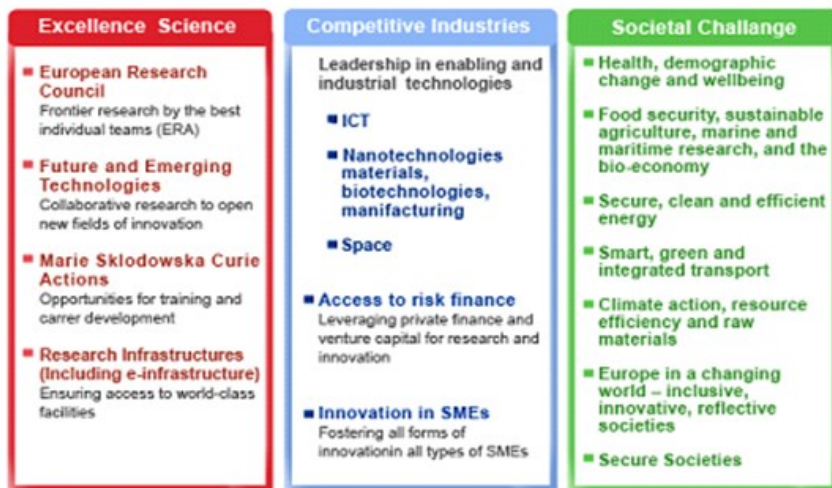 Excellence Science
European Research
Council
Frontier research by the best
individual teams (ERA)
Future and Emerging
Technologies
Collaborative research to open
new fields of innovation
Marie Sklodowska Curie
Actions
Opportunities for training and
carrer development
Research Infrastructures
(Including e-infrastructure)
Ensuring access to world-class
facilities
Competitive Industries
Leadership in enabling and
industrial technologies
ICT
Nanotechnologies
materials,
biotechnologies,
manifacturing
Space
Access to risk finance
Leveraging private finance and
venture capital for research and
innovation
Innovation in SMEs
Fostering all forms of
innovationin all types of SMEs
Societal Challange
Health, demographic
change and wellbeing
Food security, sustainable
agriculture, marine and
maritime research, and the
bio-economy
Secure, clean and efficient
energy
Smart, green and
integrated transport
Climate action, resource
efficiency and raw
materials
Europe in a changing
world – inclusive,
innovative, reflective
societies
Secure Societies